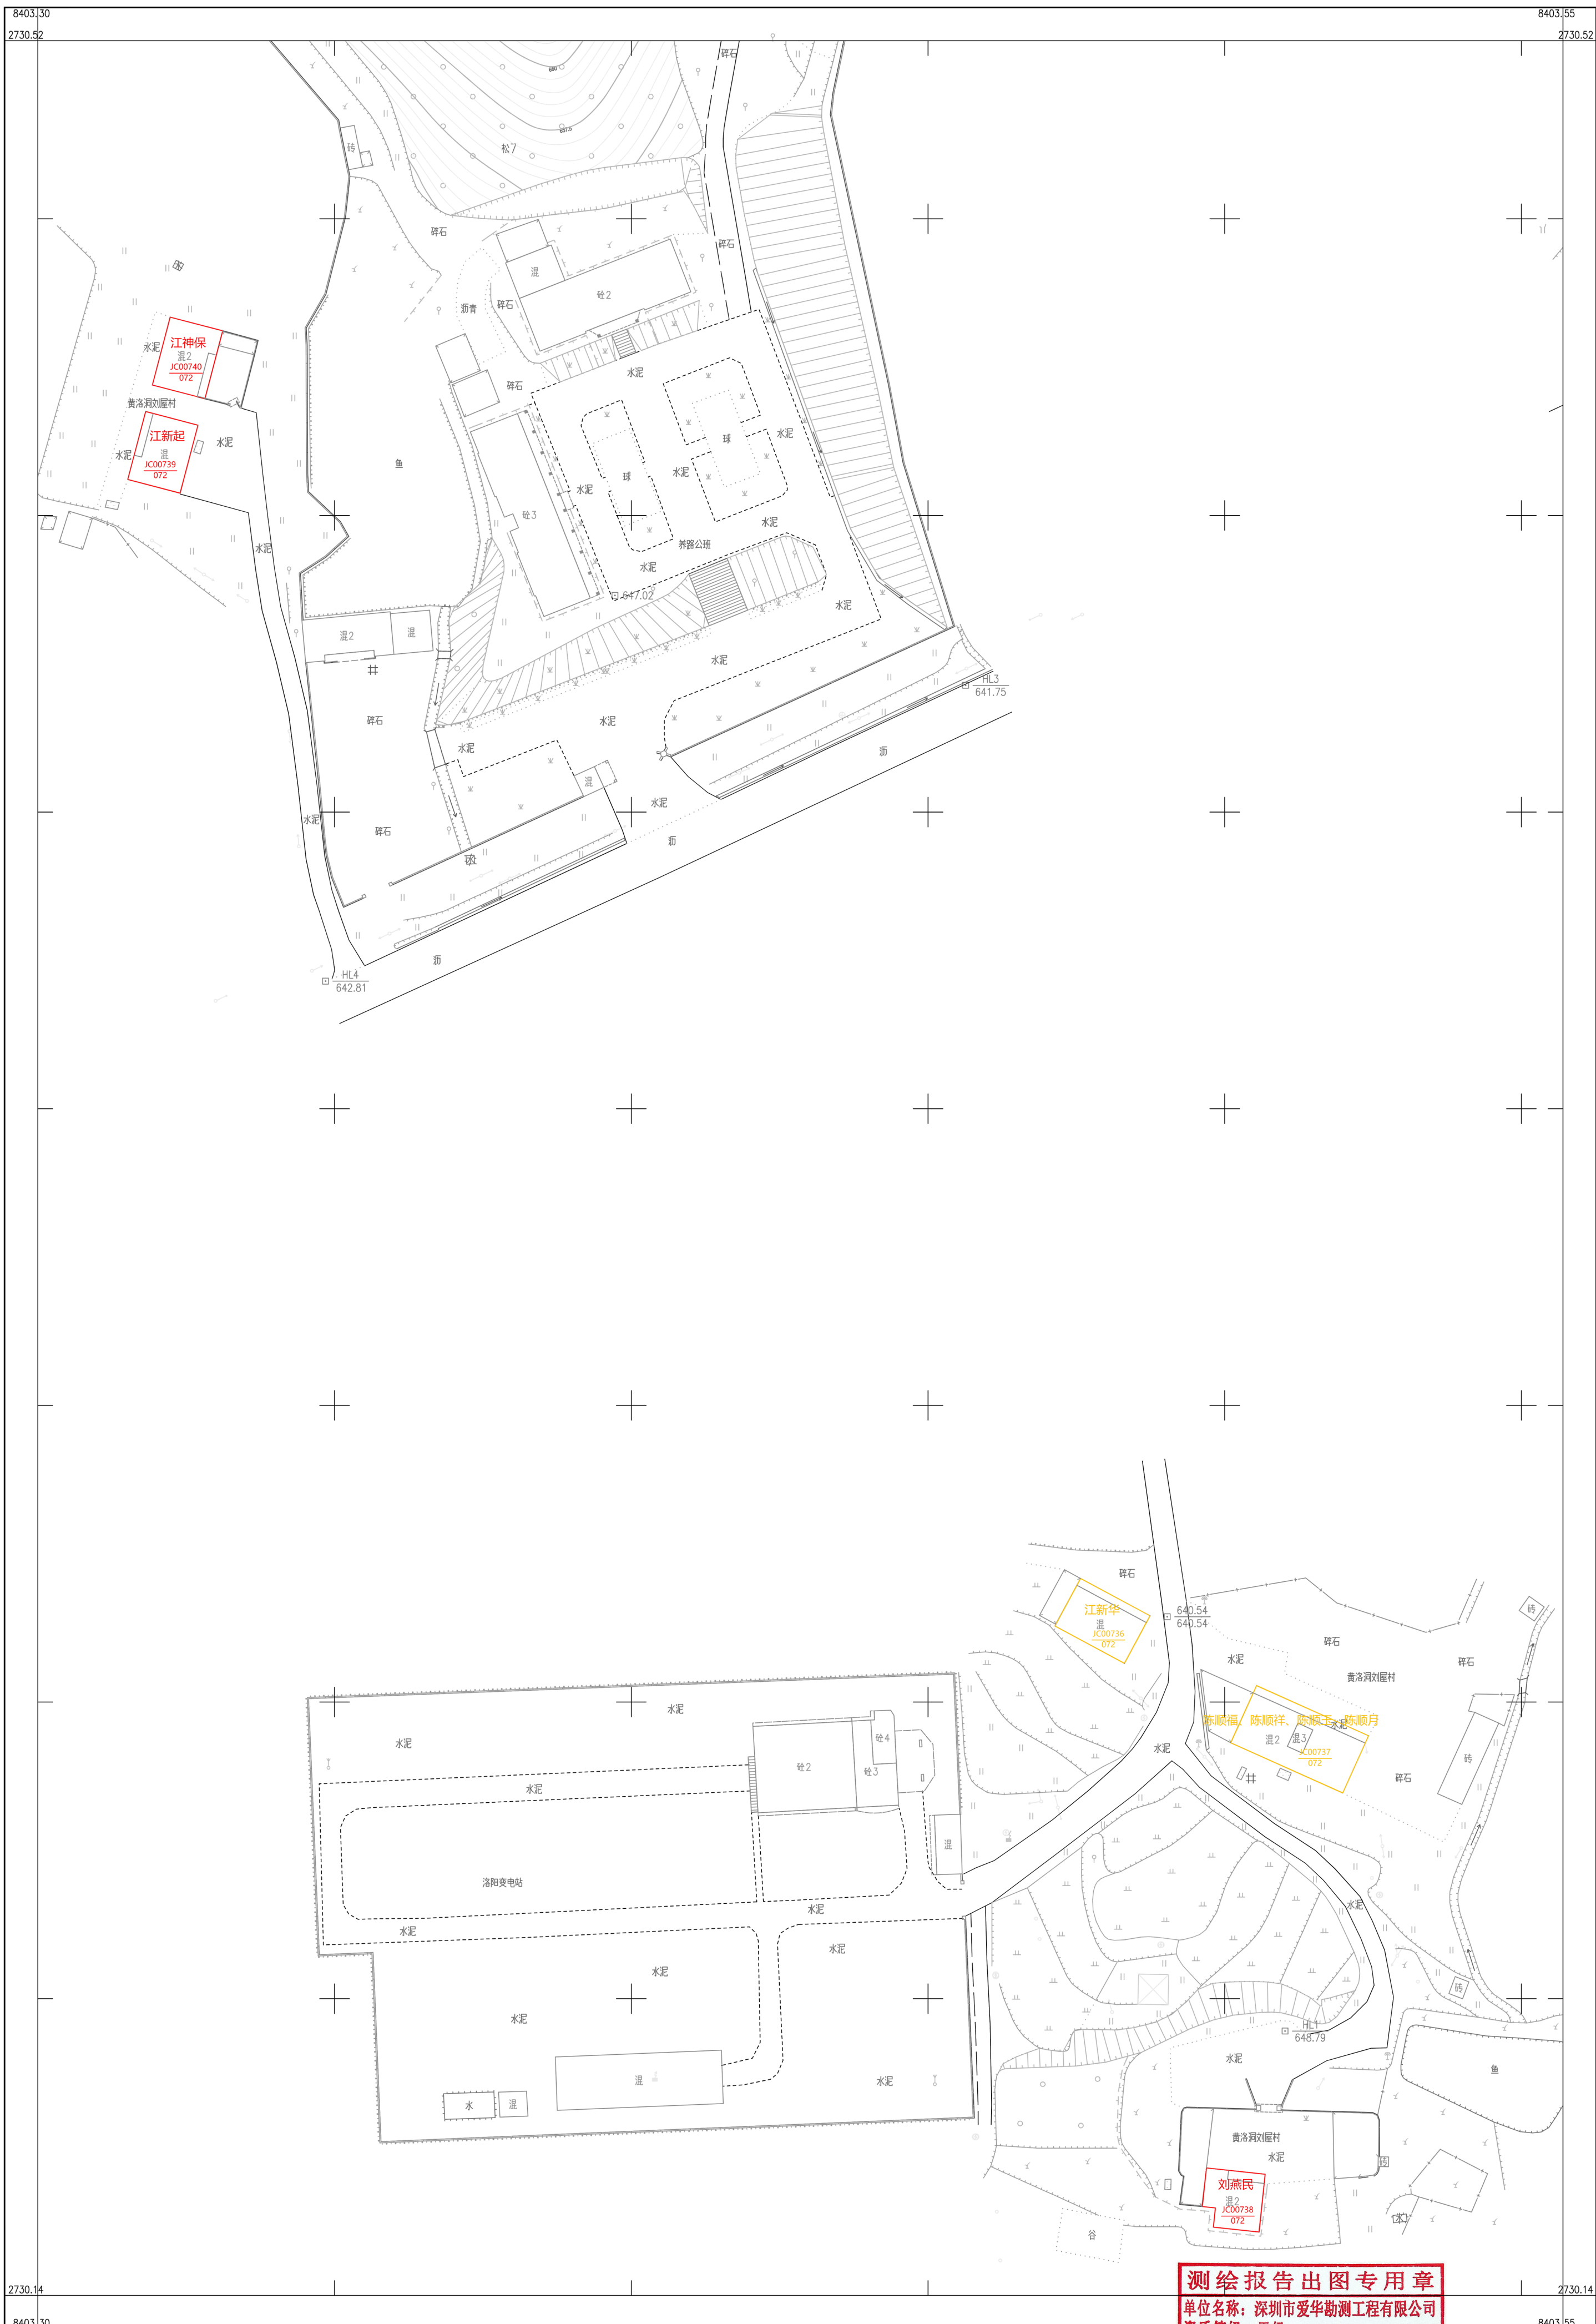 8403.30
8403.55
2730.52
2730.52
碎石
660
657.5
松7
砖
碎石
碎石
混
砼2
沥青
碎石
江神保
水泥
混2
JC00740
072
水泥
碎石
黄洛洞刘屋村
江新起
水泥
水泥
混
JC00739
072
球
水泥
鱼
球
水泥
水泥
砼3
水泥
养路公班
水泥
水泥
647.02
水泥
混2
混
井
水泥
HL3
641.75
碎石
水泥
水泥
沥
混
水泥
水泥
碎石
沥
沥
HL4
642.81
碎石
江新华
混
JC00736
072
640.54
640.54
砖
碎石
水泥
碎石
黄洛洞刘屋村
水泥
陈顺福、陈顺祥、陈顺玉、陈顺月
水泥
混2
混3
JC00737
072
砼4
水泥
水泥
砼2
砼3
砖
碎石
井
水泥
混
洛阳变电站
水泥
水泥
水泥
水泥
水泥
砖
水泥
HL1
648.79
水泥
鱼
混
水泥
水
混
黄洛洞刘屋村
水泥
砖
刘燕民
混2
JC00738
072
谷
测绘报告出图专用章
2730.14
2730.14
单位名称：深圳市爱华勘测工程有限公司
8403.30
8403.55